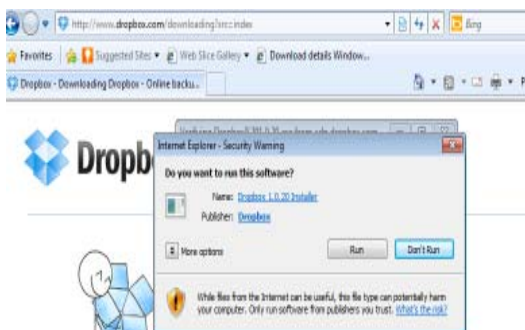 http://www.dropbox.com/downloading?src=index
Bing
Favorites Suggested Sites Web Slice Gallery Download details Window...
Dropbox - Downloading Dropbox - Online backu...
Dropb
Internet Explorer - Security Warning
Do you want to run this software?
Name: Dropbox 1.0.20 Installer
Publisher: Dropbox
More options Run Don't Run
While files from the Internet can be useful, this file type can potentially harm
your computer. Only run software from publishers you trust. What's the risk?